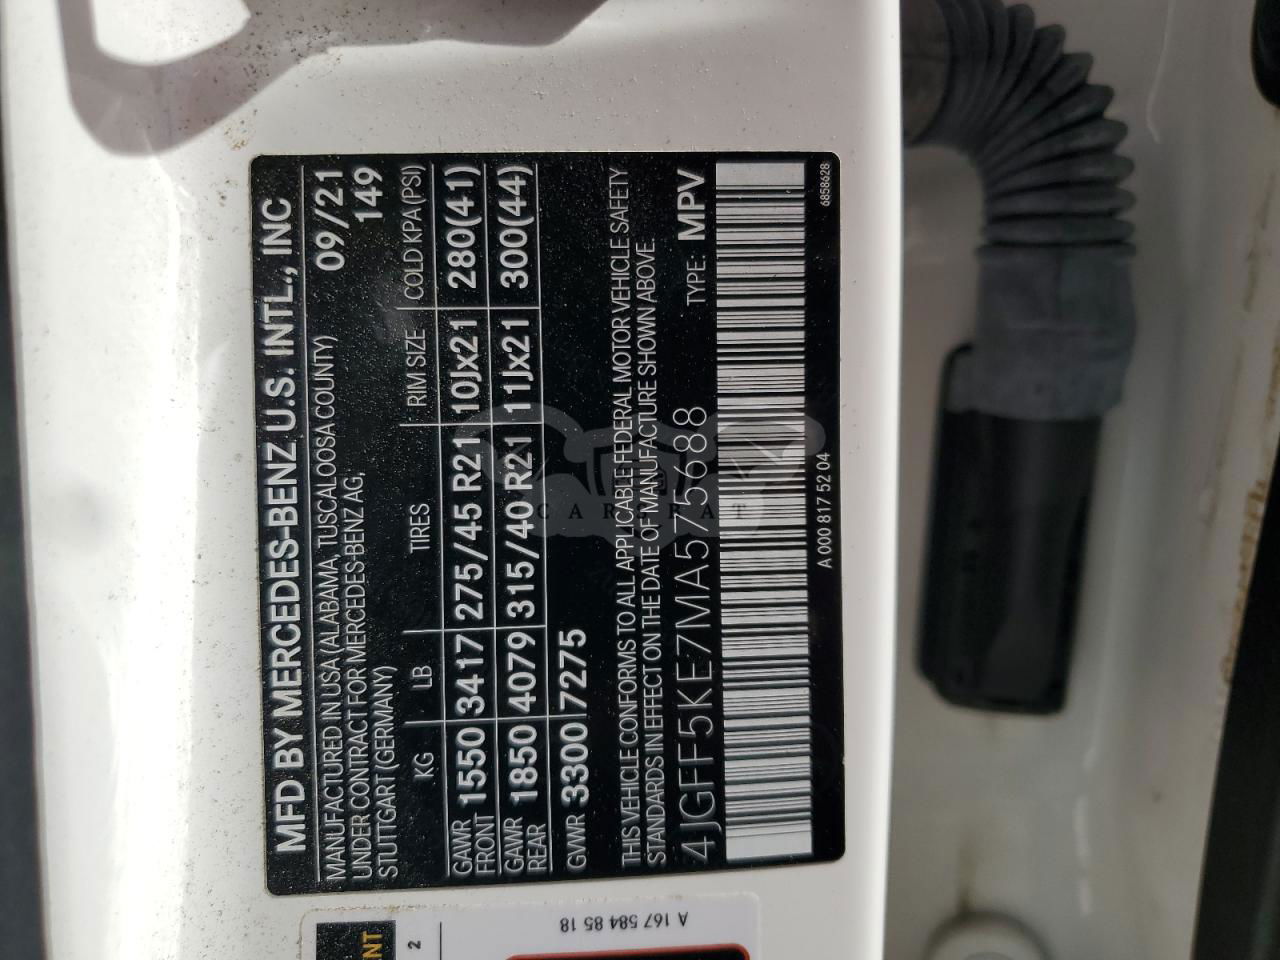 MFD BY MERCEDES-BENZ U.S. INTL., INC
MANUFACTURED IN USA (ALABAMA, TUSCALOOSA COUNTY) 09/21
UNDER CONTRACT FOR MERCEDES-BENZ AG, 149
STUTTGART (GERMANY)
KG LB TIRES RIM SIZE COLD KPA (PSI)
GAWR FRONT 1550 3417 275/45 R21 10Jx21 280(41)
GAWR REAR 1850 4079 315/40 R21 11Jx21 300(44)
GVWR 3300 7275
THIS VEHICLE CONFORMS TO ALL APPLICABLE FEDERAL MOTOR VEHICLE SAFETY
STANDARDS IN EFFECT ON THE DATE OF MANUFACTURE SHOWN ABOVE.
4JGFF5KE7MA575688 TYPE: MPV
A 000 817 52 04 6858628
CARSBAT
A 167 584 85 18
2